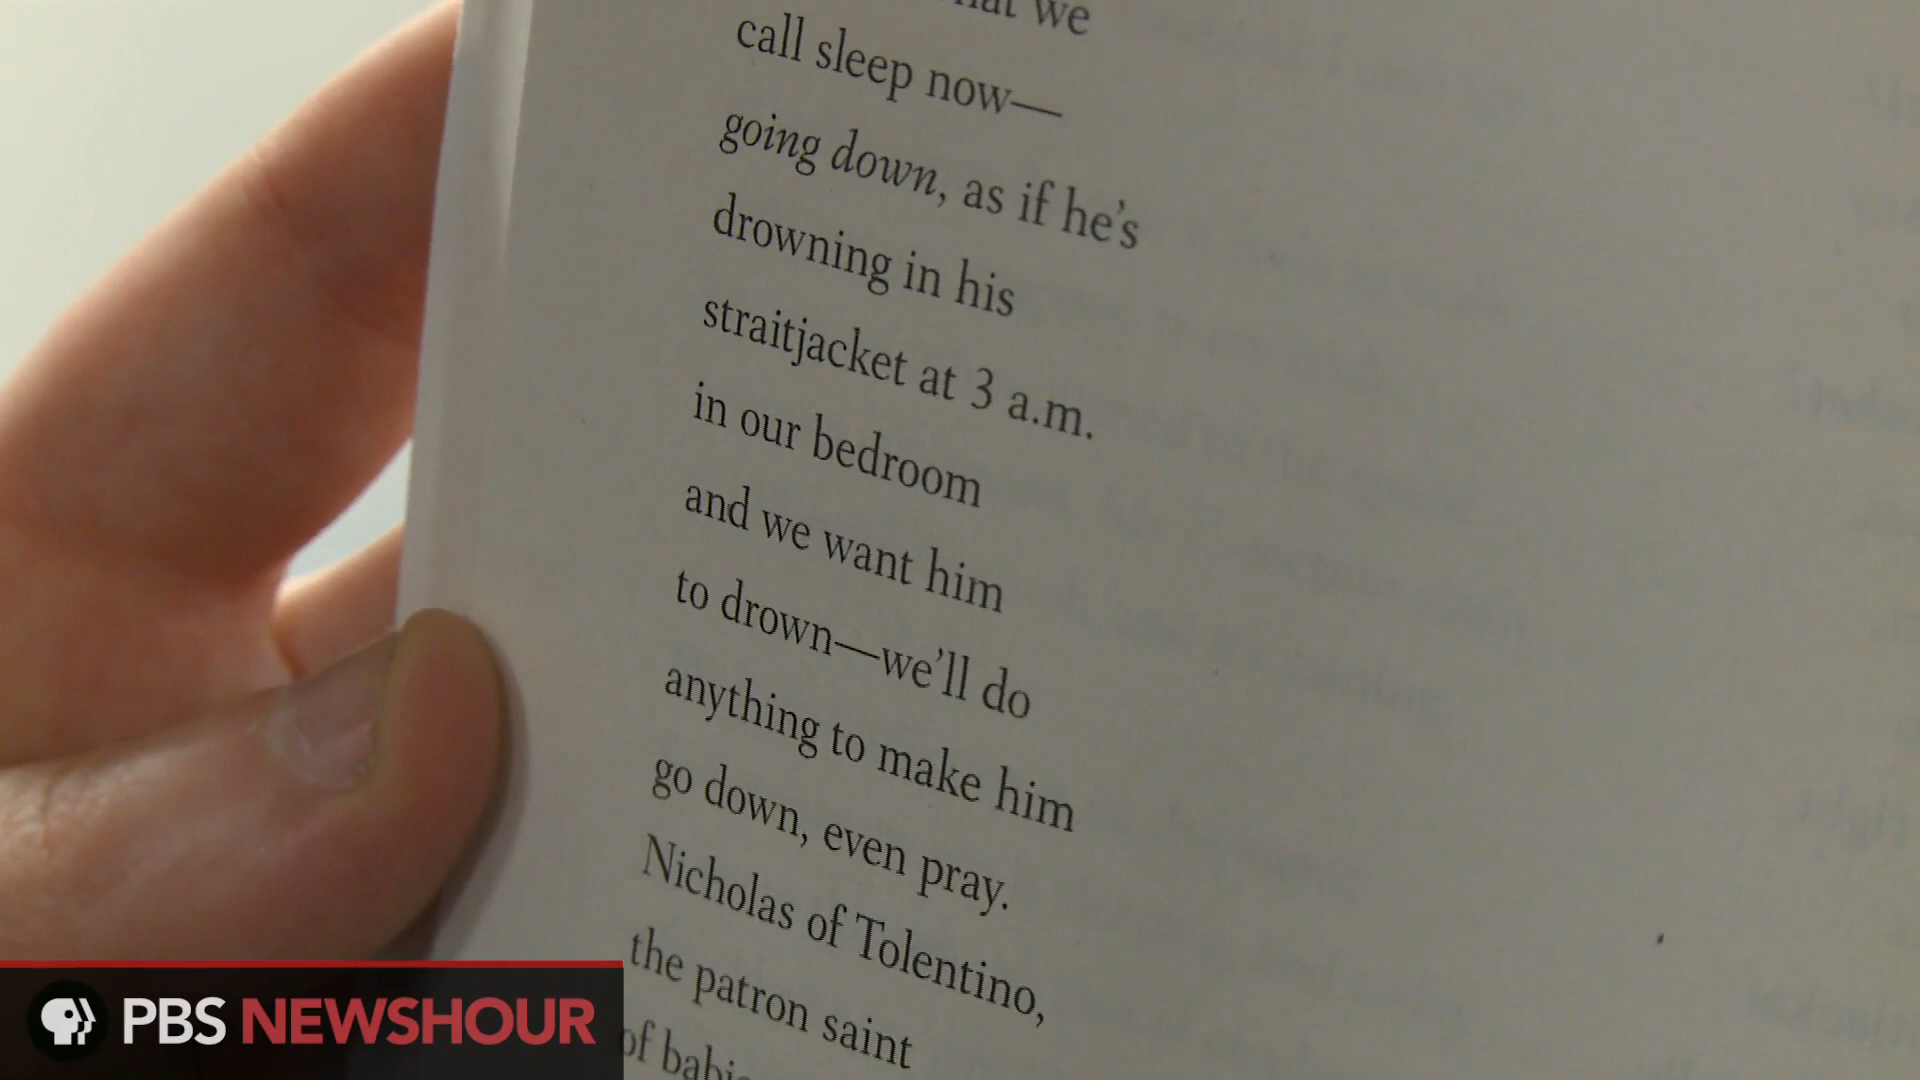 we
call sleep now—
going down, as if he's
drowning in his
straitjacket at 3 a.m.
in our bedroom
and we want him
to drown—we'll do
anything to make him
go down, even pray.
Nicholas of Tolentino,
the patron saint
of
PBS NEWSHOUR